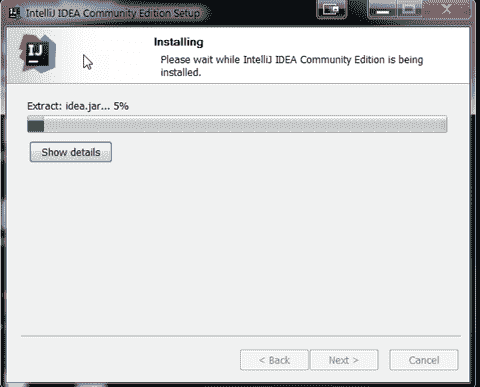 IntelliJ IDEA Community Edition Setup
IJ
Installing
Please wait while IntelliJ IDEA Community Edition is being
installed.
Extract: idea.jar... 5%
Show details
< Back
Next >
Cancel